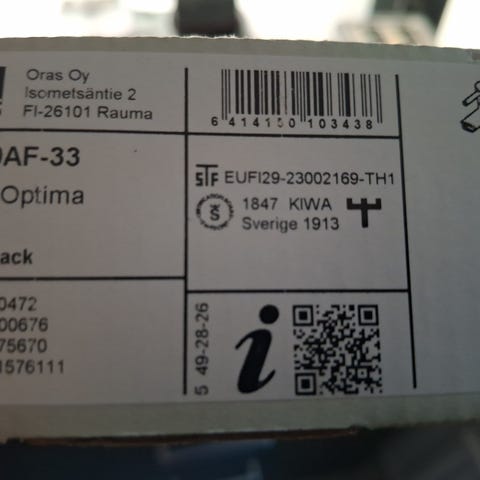 Oras Oy
Isometsäntie 2
FI-26101 Rauma
6 414150 103438
AF-33
Optima
ack
STF EUFI29-23002169-TH1
1847 KIWA
Sverige 1913
0472
00676
75670
1576111
5 49-28-26
i